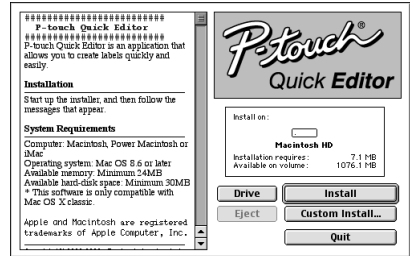 ########################
P-touch Quick Editor
########################
P-touch Quick Editor is an application that
allows you to create labels quickly and
easily.
Installation
Start up the installer, and then follow the
messages that appear.
System Requirements
Computer: Macintosh, Power Macintosh or
iMac
Operating system: Mac OS 8.6 or later
Available memory: Minimum 24MB
Available hard-disk space: Minimum 30MB
* This software is only compatible with
Mac OS X classic.
Apple and Macintosh are registered
trademarks of Apple Computer, Inc.
P-touch®
Quick Editor
Install on:
Macintosh HD
Installation requires: 7.1 MB
Available on volume: 1076.1 MB
Drive
Install
Eject
Custom Install...
Quit